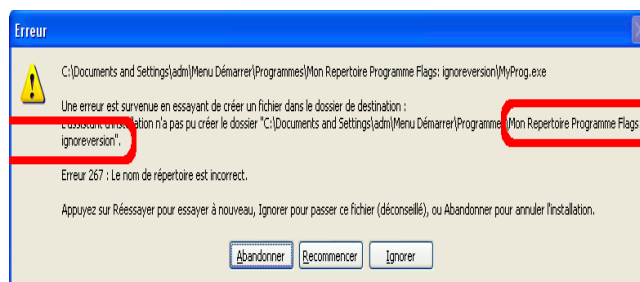 Erreur
C:\Documents and Settings\adm\Menu Démarrer\Programmes\Mon Repertoire Programme Flags: ignoreversion\MyProg.exe
Une erreur est survenue en essayant de créer un fichier dans le dossier de destination :
L'assistant d'installation n'a pas pu créer le dossier "C:\Documents and Settings\adm\Menu Démarrer\Programmes\Mon Repertoire Programme Flags
ignoreversion".
Erreur 267 : Le nom de répertoire est incorrect.
Appuyez sur Réessayer pour essayer à nouveau, Ignorer pour passer ce fichier (déconseillé), ou Abandonner pour annuler l'installation.
Abandonner Recommencer Ignorer